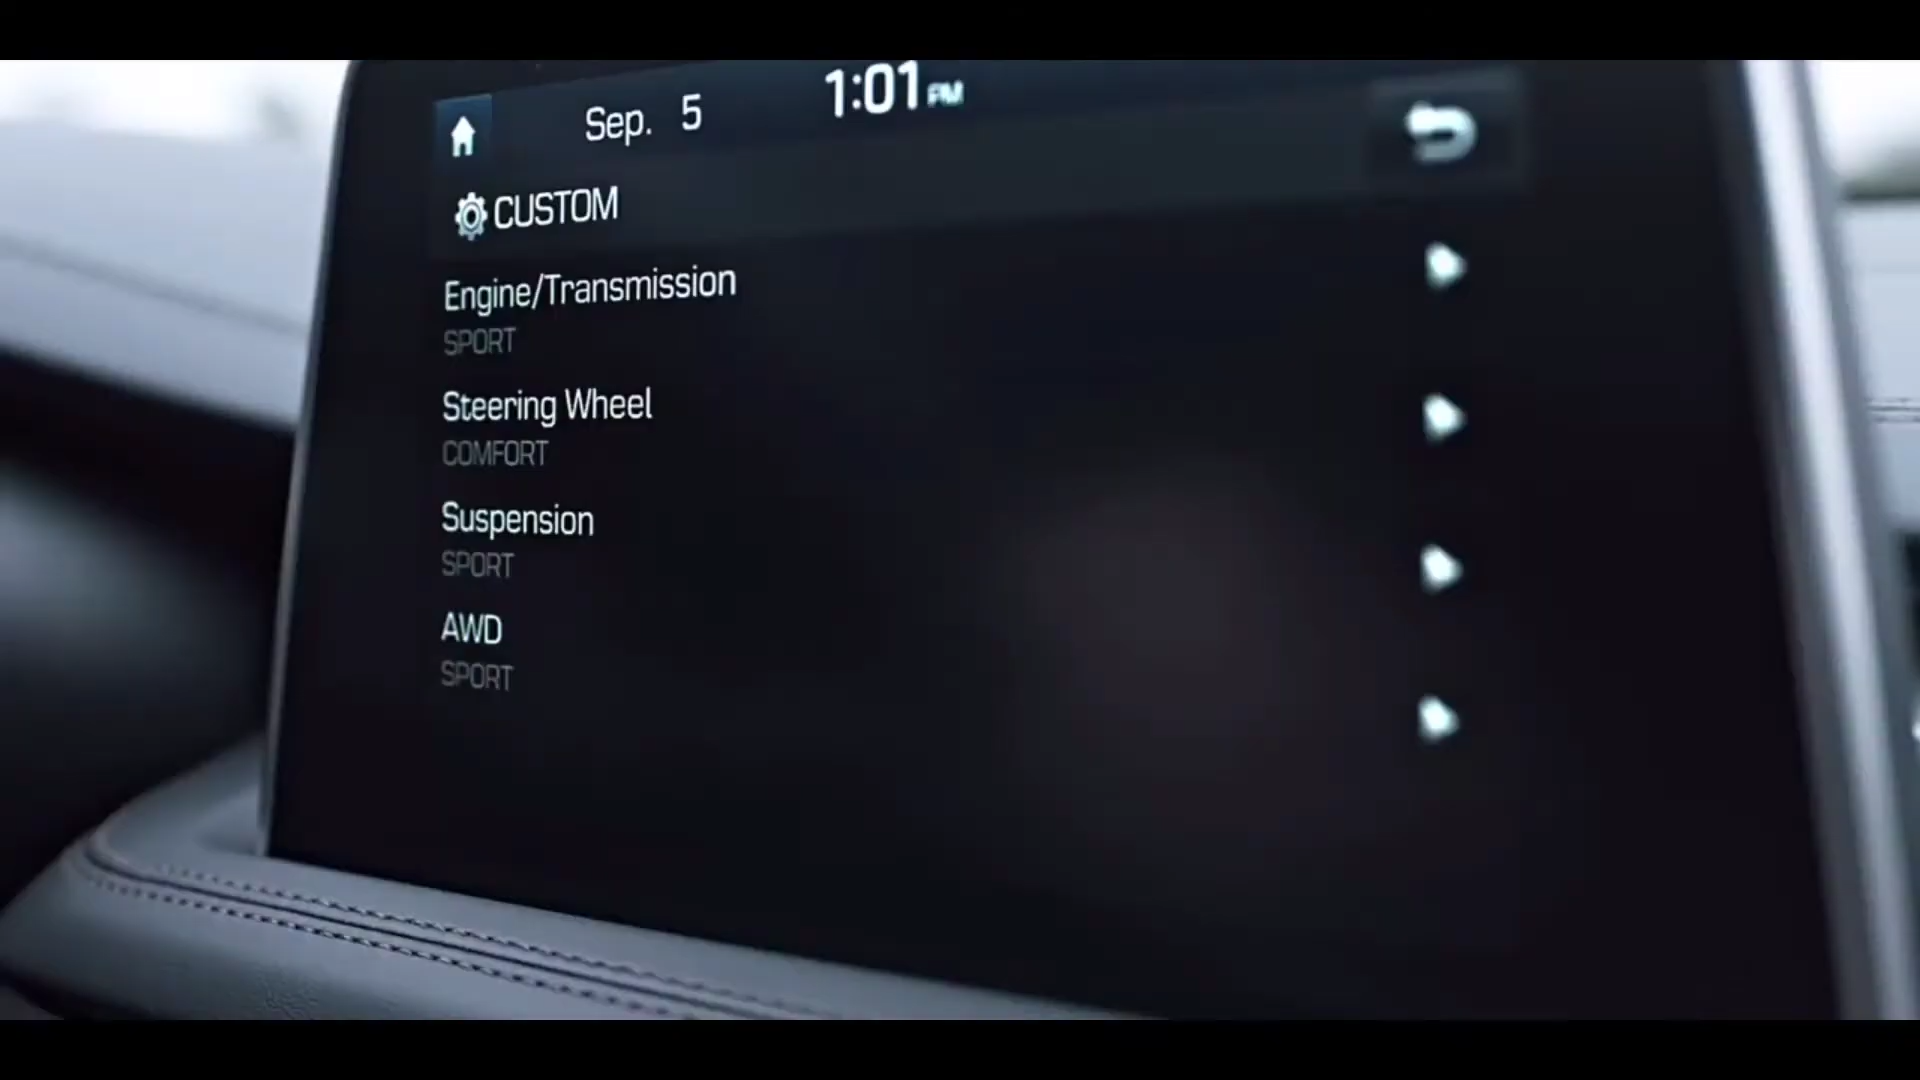 Sep. 5 1:01 PM
CUSTOM
Engine/Transmission
SPORT
Steering Wheel
COMFORT
Suspension
SPORT
AWD
SPORT